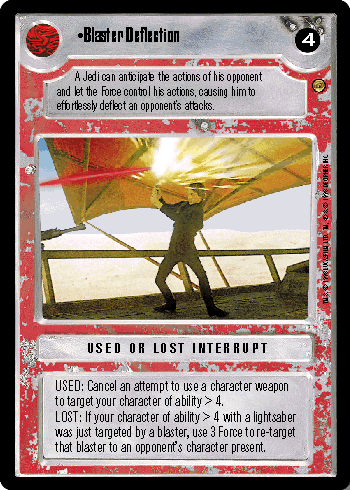 •Blaster Deflection
4
A Jedi can anticipate the actions of his opponent
and let the Force control his actions, causing him to
effortlessly deflect an opponent's attacks.
USED OR LOST INTERRUPT
USED: Cancel an attempt to use a character weapon
to target your character of ability > 4.
LOST: If your character of ability > 4 with a lightsaber
was just targeted by a blaster, use 3 Force to re-target
that blaster to an opponent's character present.